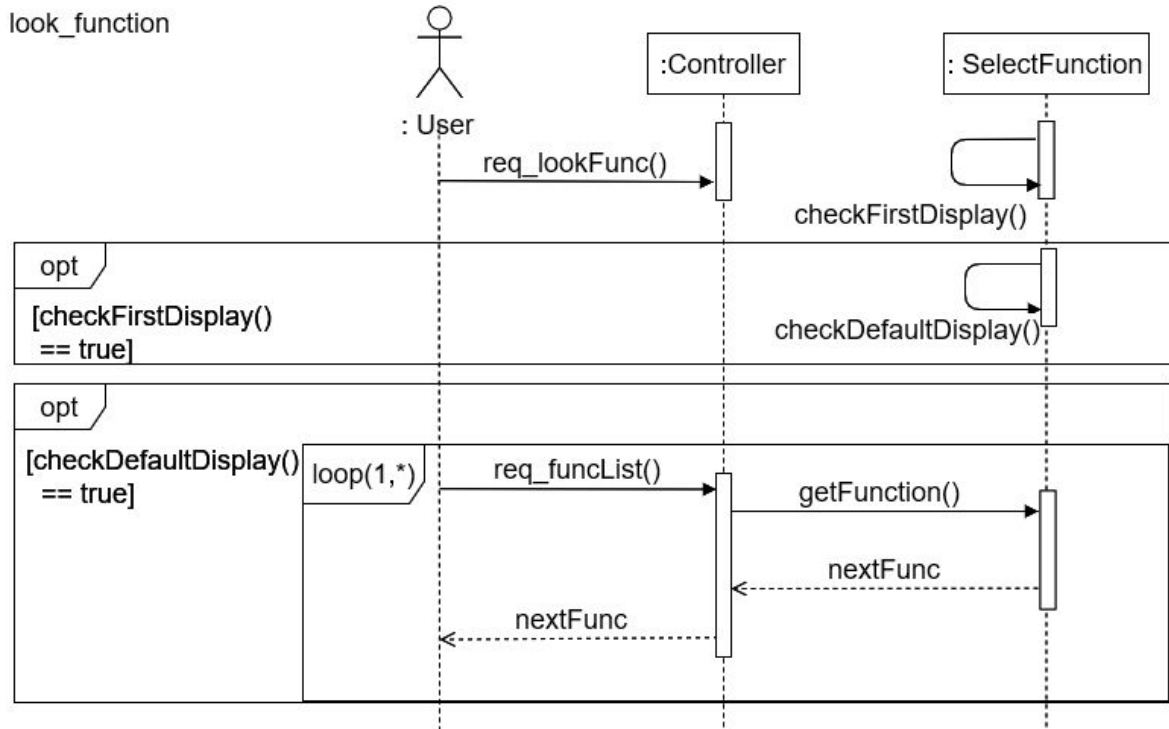 look_function
: User
:Controller
: SelectFunction
req_lookFunc()
checkFirstDisplay()
opt
[checkFirstDisplay()
== true]
checkDefaultDisplay()
opt
[checkDefaultDisplay()
== true]
loop(1,*)
req_funcList()
getFunction()
nextFunc
nextFunc